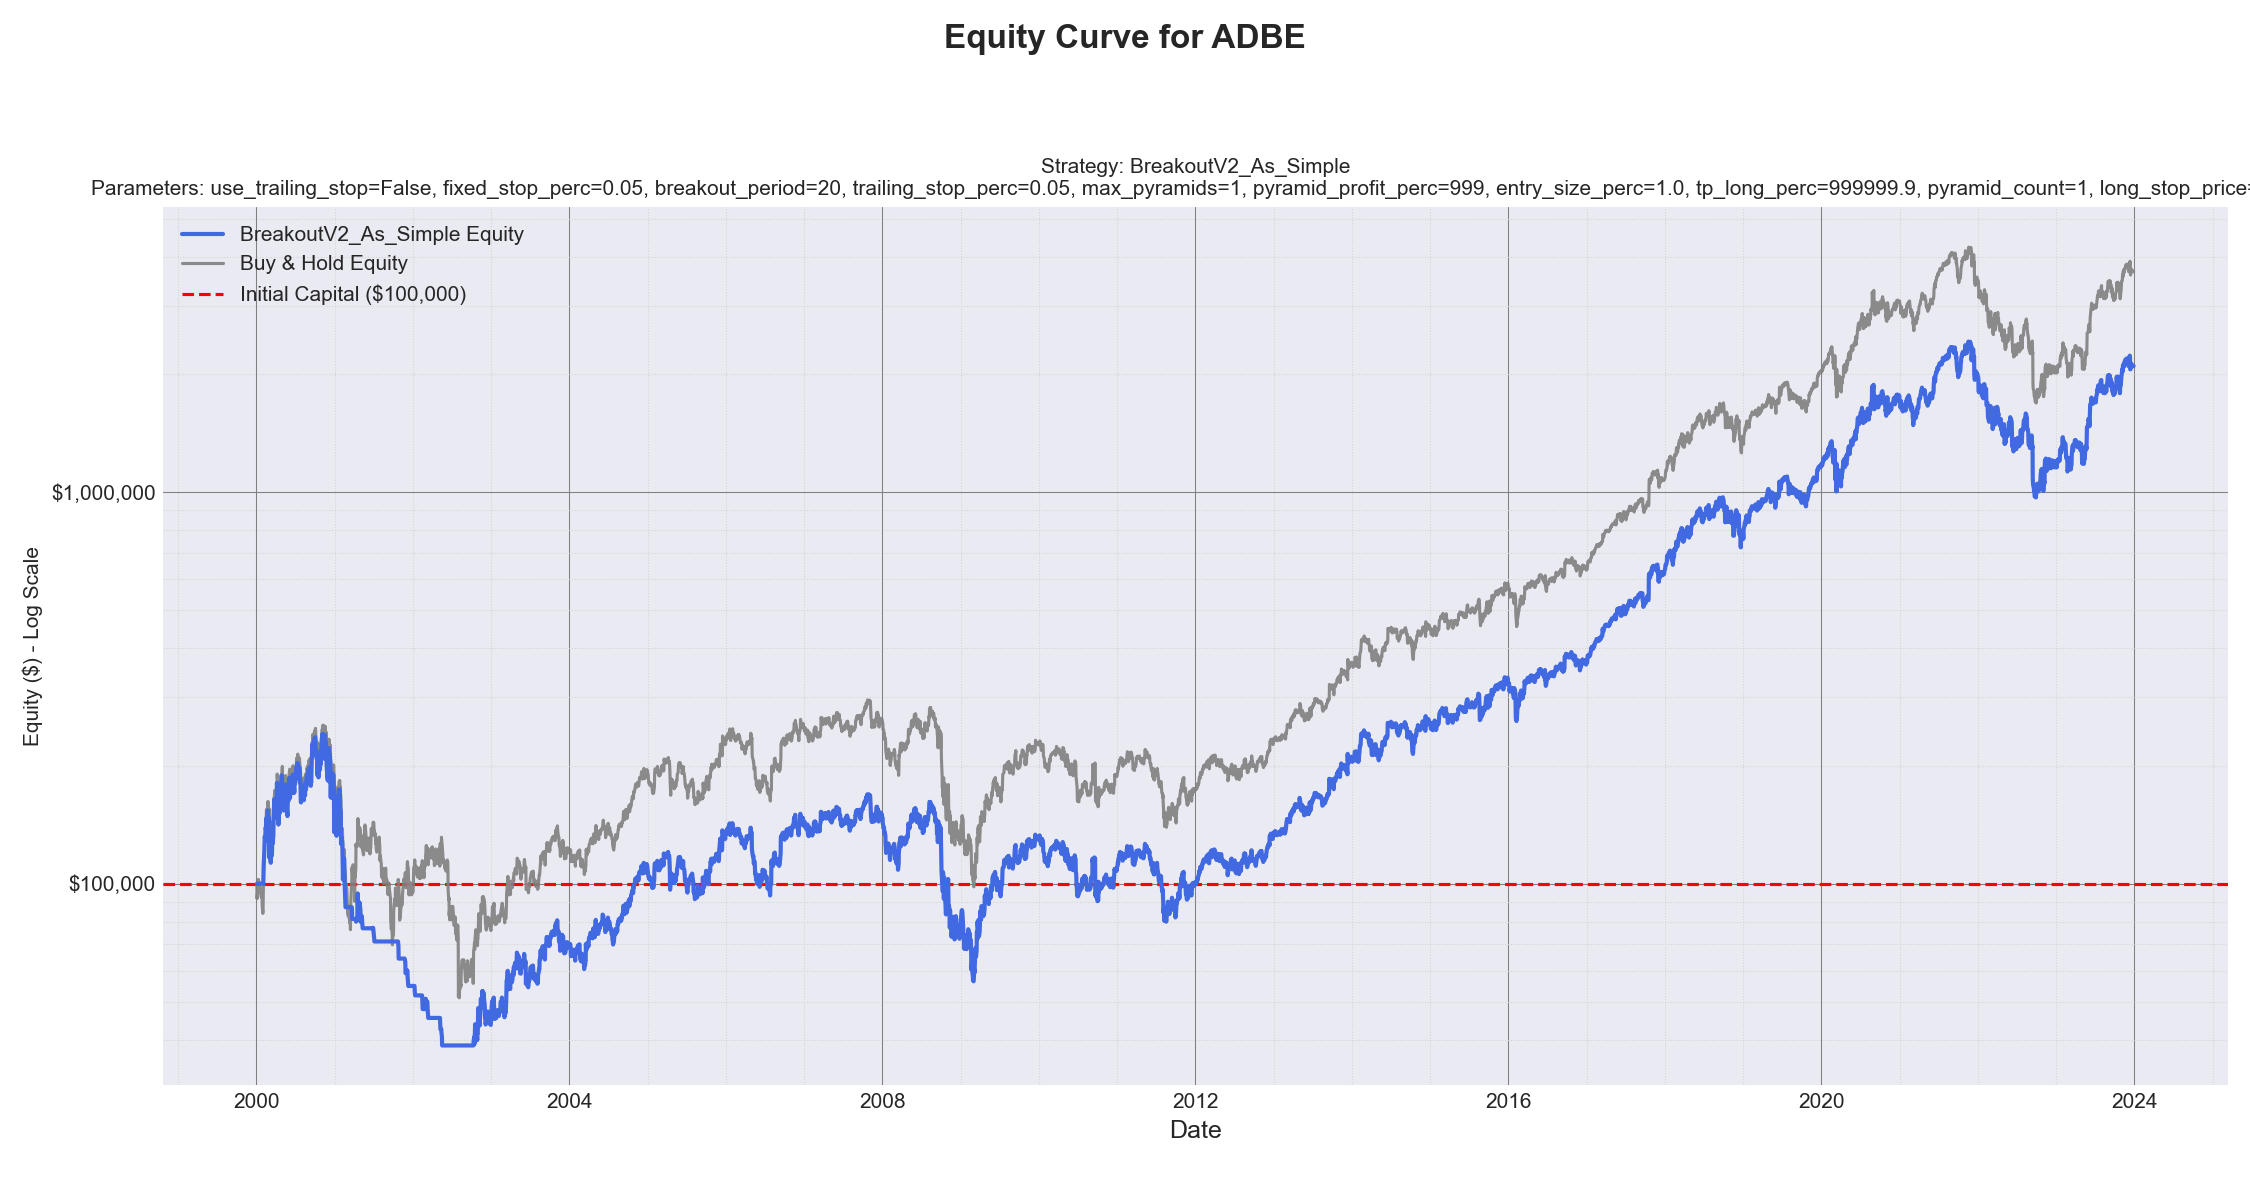 Equity Curve for ADBE
Strategy: BreakoutV2_As_Simple
Parameters: use_trailing_stop=False, fixed_stop_perc=0.05, breakout_period=20, trailing_stop_perc=0.05, max_pyramids=1, pyramid_profit_perc=999, entry_size_perc=1.0, tp_long_perc=999999.9, pyramid_count=1, long_stop_price=
BreakoutV2_As_Simple Equity
Buy & Hold Equity
Initial Capital ($100,000)
$1,000,000
$100,000
Equity ($) - Log Scale
2000 2004 2008 2012 2016 2020 2024
Date